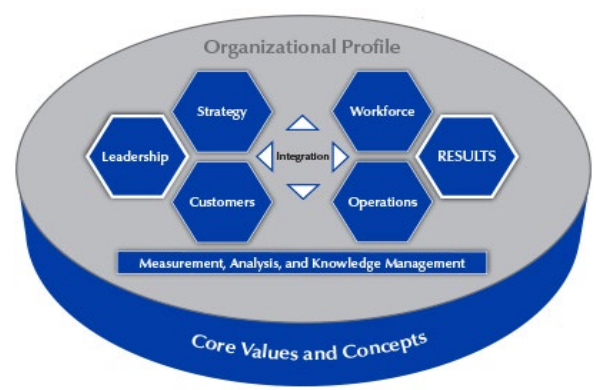 Organizational Profile
Strategy
Workforce
Leadership
Integration
RESULTS
Customers
Operations
Measurement, Analysis, and Knowledge Management
Core Values and Concepts